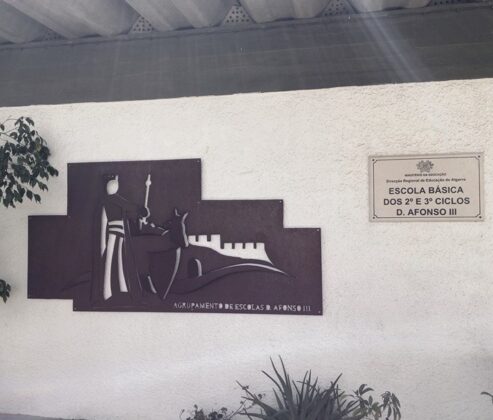 MINISTÉRIO DA EDUCAÇÃO
Direcção Regional de Educação do Algarve
ESCOLA BÁSICA
DOS 2º E 3º CICLOS
D. AFONSO III
AGRUPAMENTO DE ESCOLAS D. AFONSO III